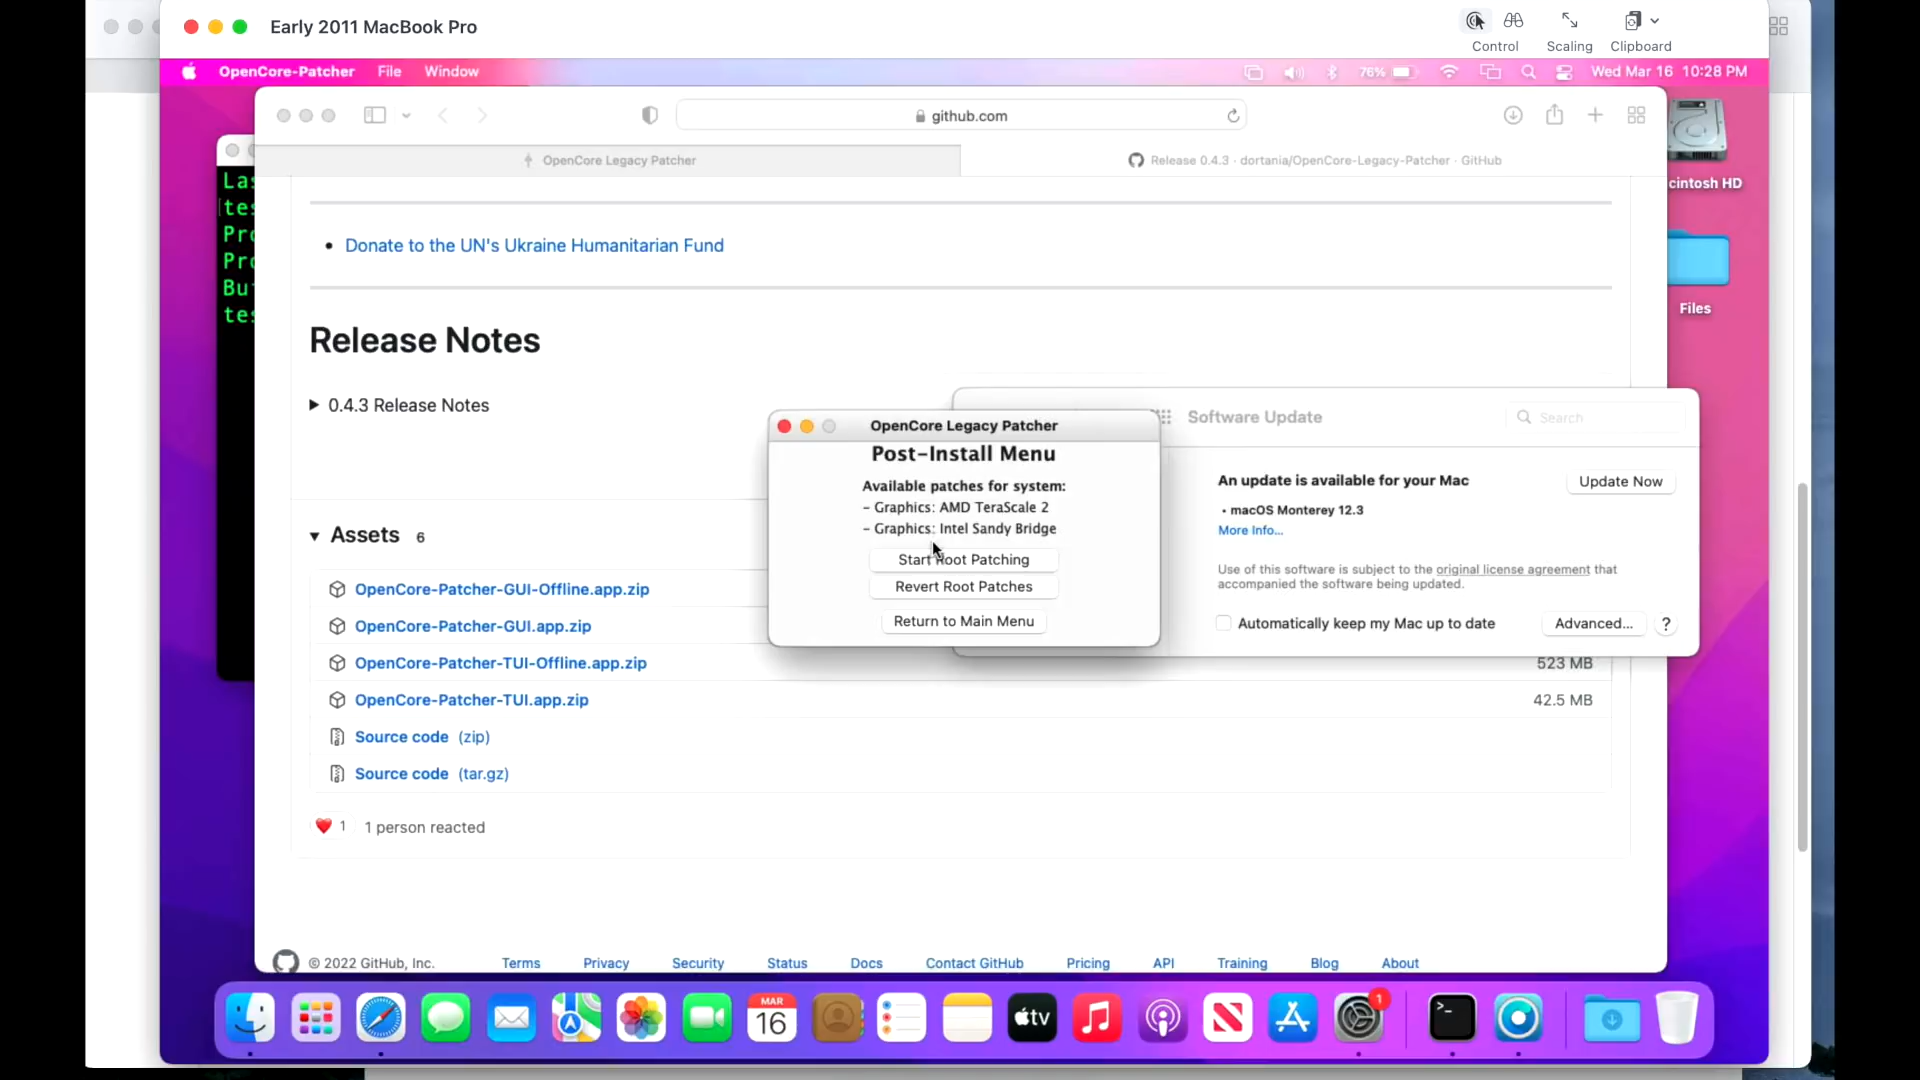 Early 2011 MacBook Pro
Control
Scaling
Clipboard
OpenCore-Patcher File Window
76%
Wed Mar 16 10:28 PM
github.com
OpenCore Legacy Patcher
Release 0.4.3 · dortania/OpenCore-Legacy-Patcher · GitHub
cintosh HD
Files
Las
tes
Pro
Pro
Bu
tes
• Donate to the UN's Ukraine Humanitarian Fund
Release Notes
0.4.3 Release Notes
Assets 6
OpenCore-Patcher-GUI-Offline.app.zip
OpenCore-Patcher-GUI.app.zip
OpenCore-Patcher-TUI-Offline.app.zip
523 MB
OpenCore-Patcher-TUI.app.zip
42.5 MB
Source code (zip)
Source code (tar.gz)
1 1 person reacted
OpenCore Legacy Patcher
Post-Install Menu
Available patches for system:
- Graphics: AMD TeraScale 2
- Graphics: Intel Sandy Bridge
Start Root Patching
Revert Root Patches
Return to Main Menu
Software Update
Search
An update is available for your Mac
Update Now
• macOS Monterey 12.3
More Info...
Use of this software is subject to the original license agreement that
accompanied the software being updated.
Automatically keep my Mac up to date
Advanced...
?
© 2022 GitHub, Inc. Terms Privacy Security Status Docs Contact GitHub Pricing API Training Blog About
MAR
16
tv
1
>_